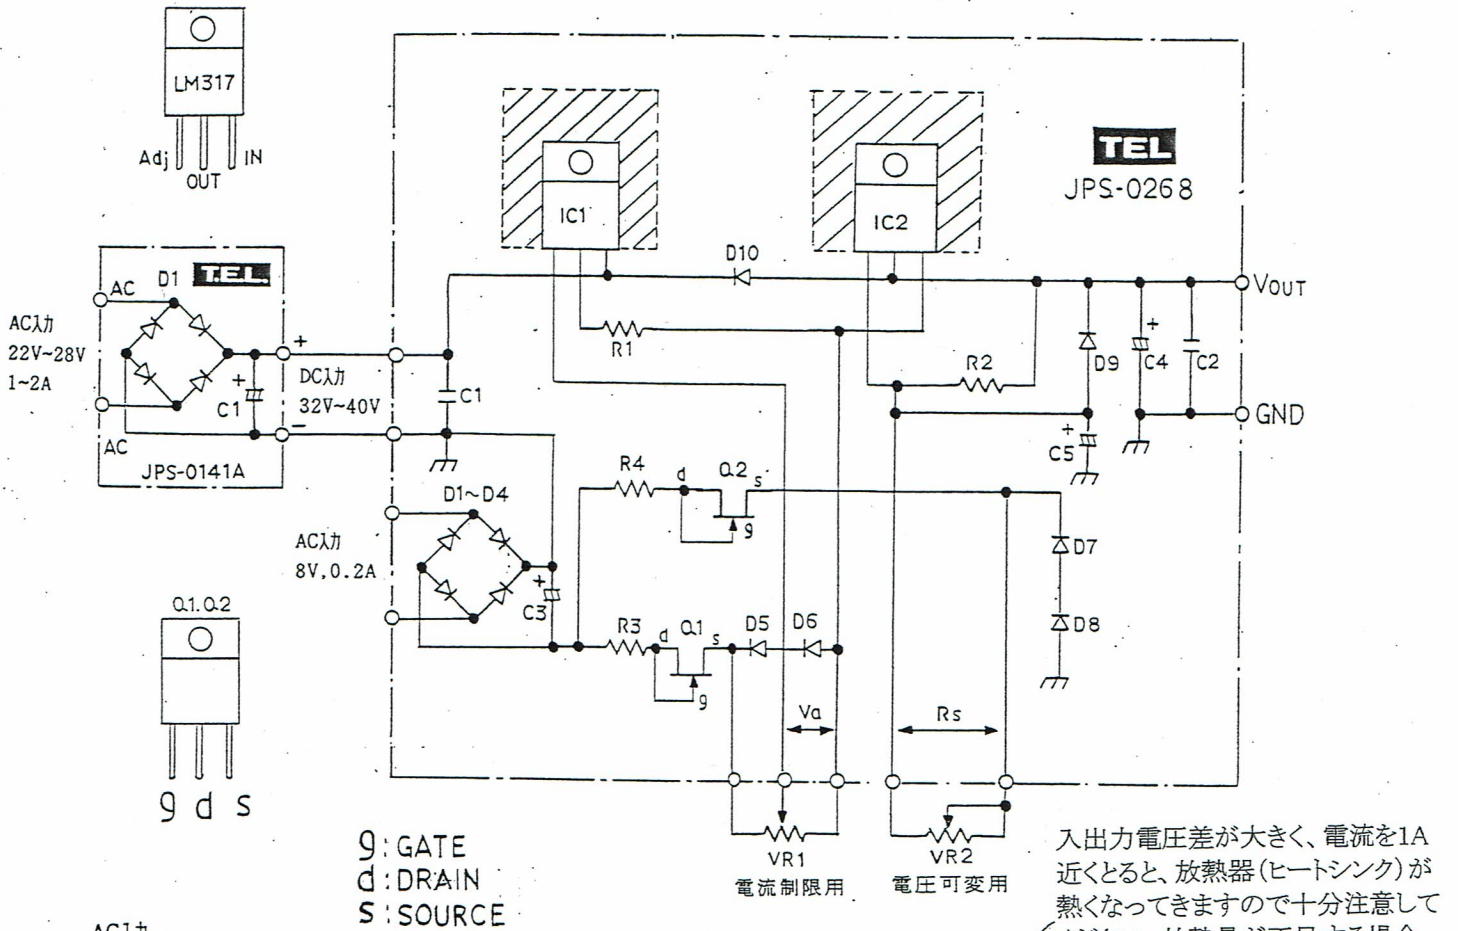 LM317
Adj
IN
OUT
TEL
JPS-0268
IC1
IC2
D10
VOUT
T.E.L.
D1
AC
AC入力
22V~28V
1~2A
+
R1
R2
D9
+
C4
C2
+
C1
DC入力
32V~40V
C1
−
GND
AC
JPS-0141A
+
C5
R4
d
Q2
s
g
D1~D4
AC入力
8V,0.2A
+
C3
D7
D8
Q1.Q2
R3
d
Q1
s
g
D5
D6
Va
Rs
g d s
VR1
電流制限用
VR2
電圧可変用
g:GATE
d:DRAIN
s:SOURCE
入出力電圧差が大きく、電流を1A
近くとると、放熱器(ヒートシンク)が
熱くなってきますので十分注意して
AC入力